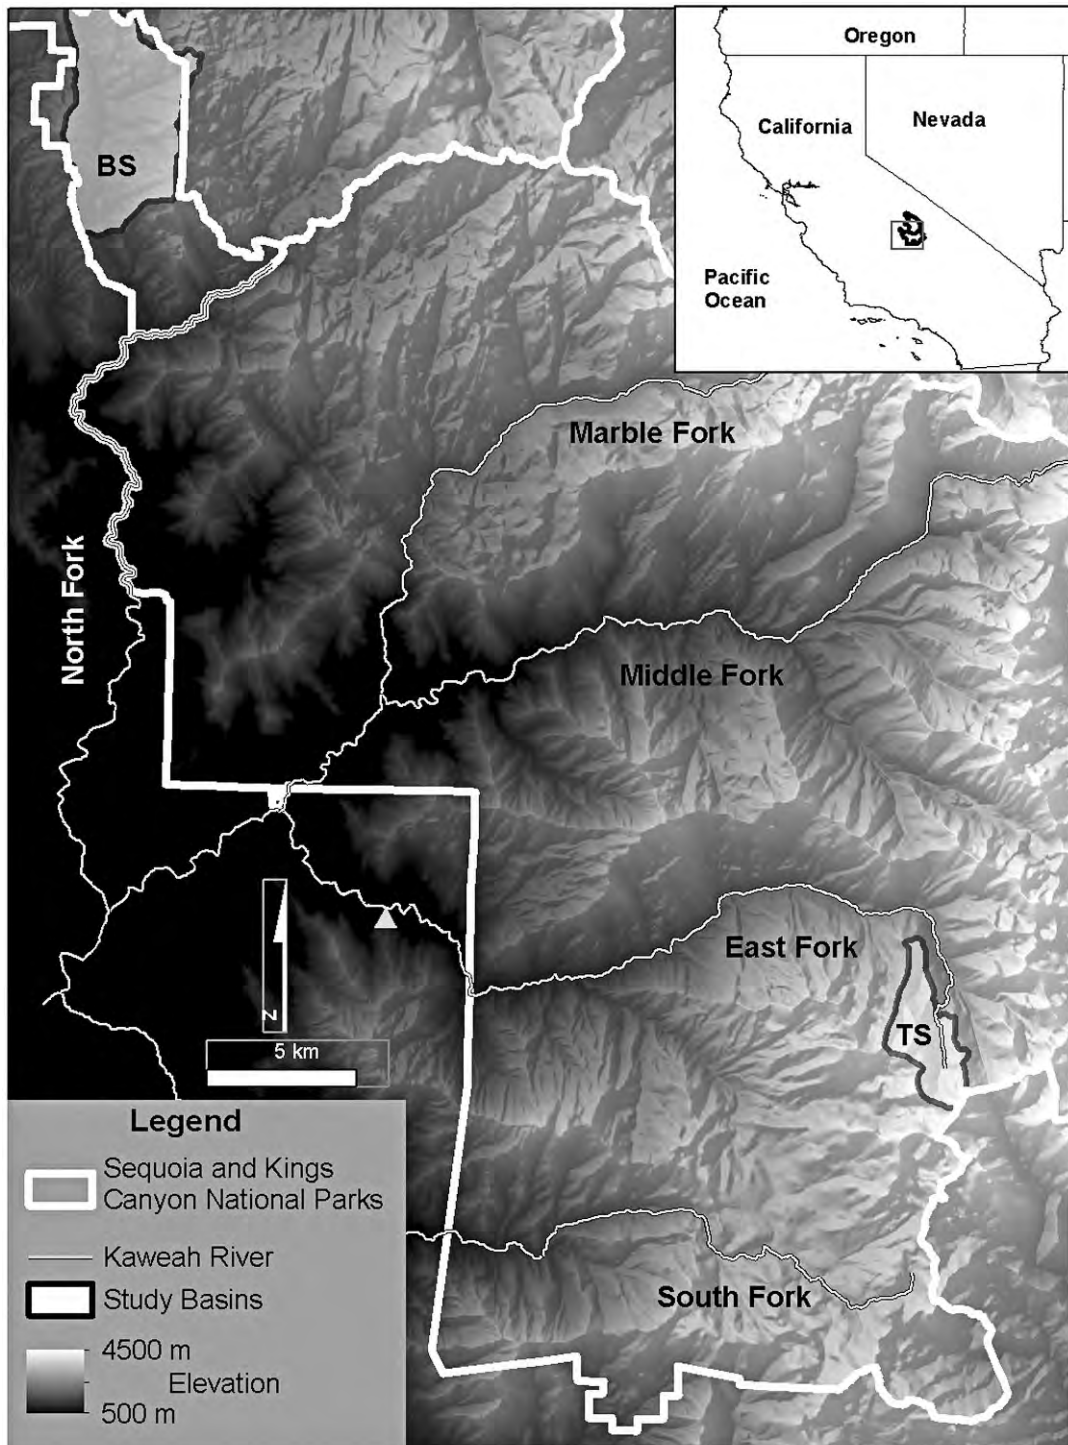 Oregon
California
Nevada
Pacific
Ocean
BS
Marble Fork
North Fork
Middle Fork
East Fork
TS
N
5 km
South Fork
Legend
Sequoia and Kings
Canyon National Parks
Kaweah River
Study Basins
4500 m
Elevation
500 m